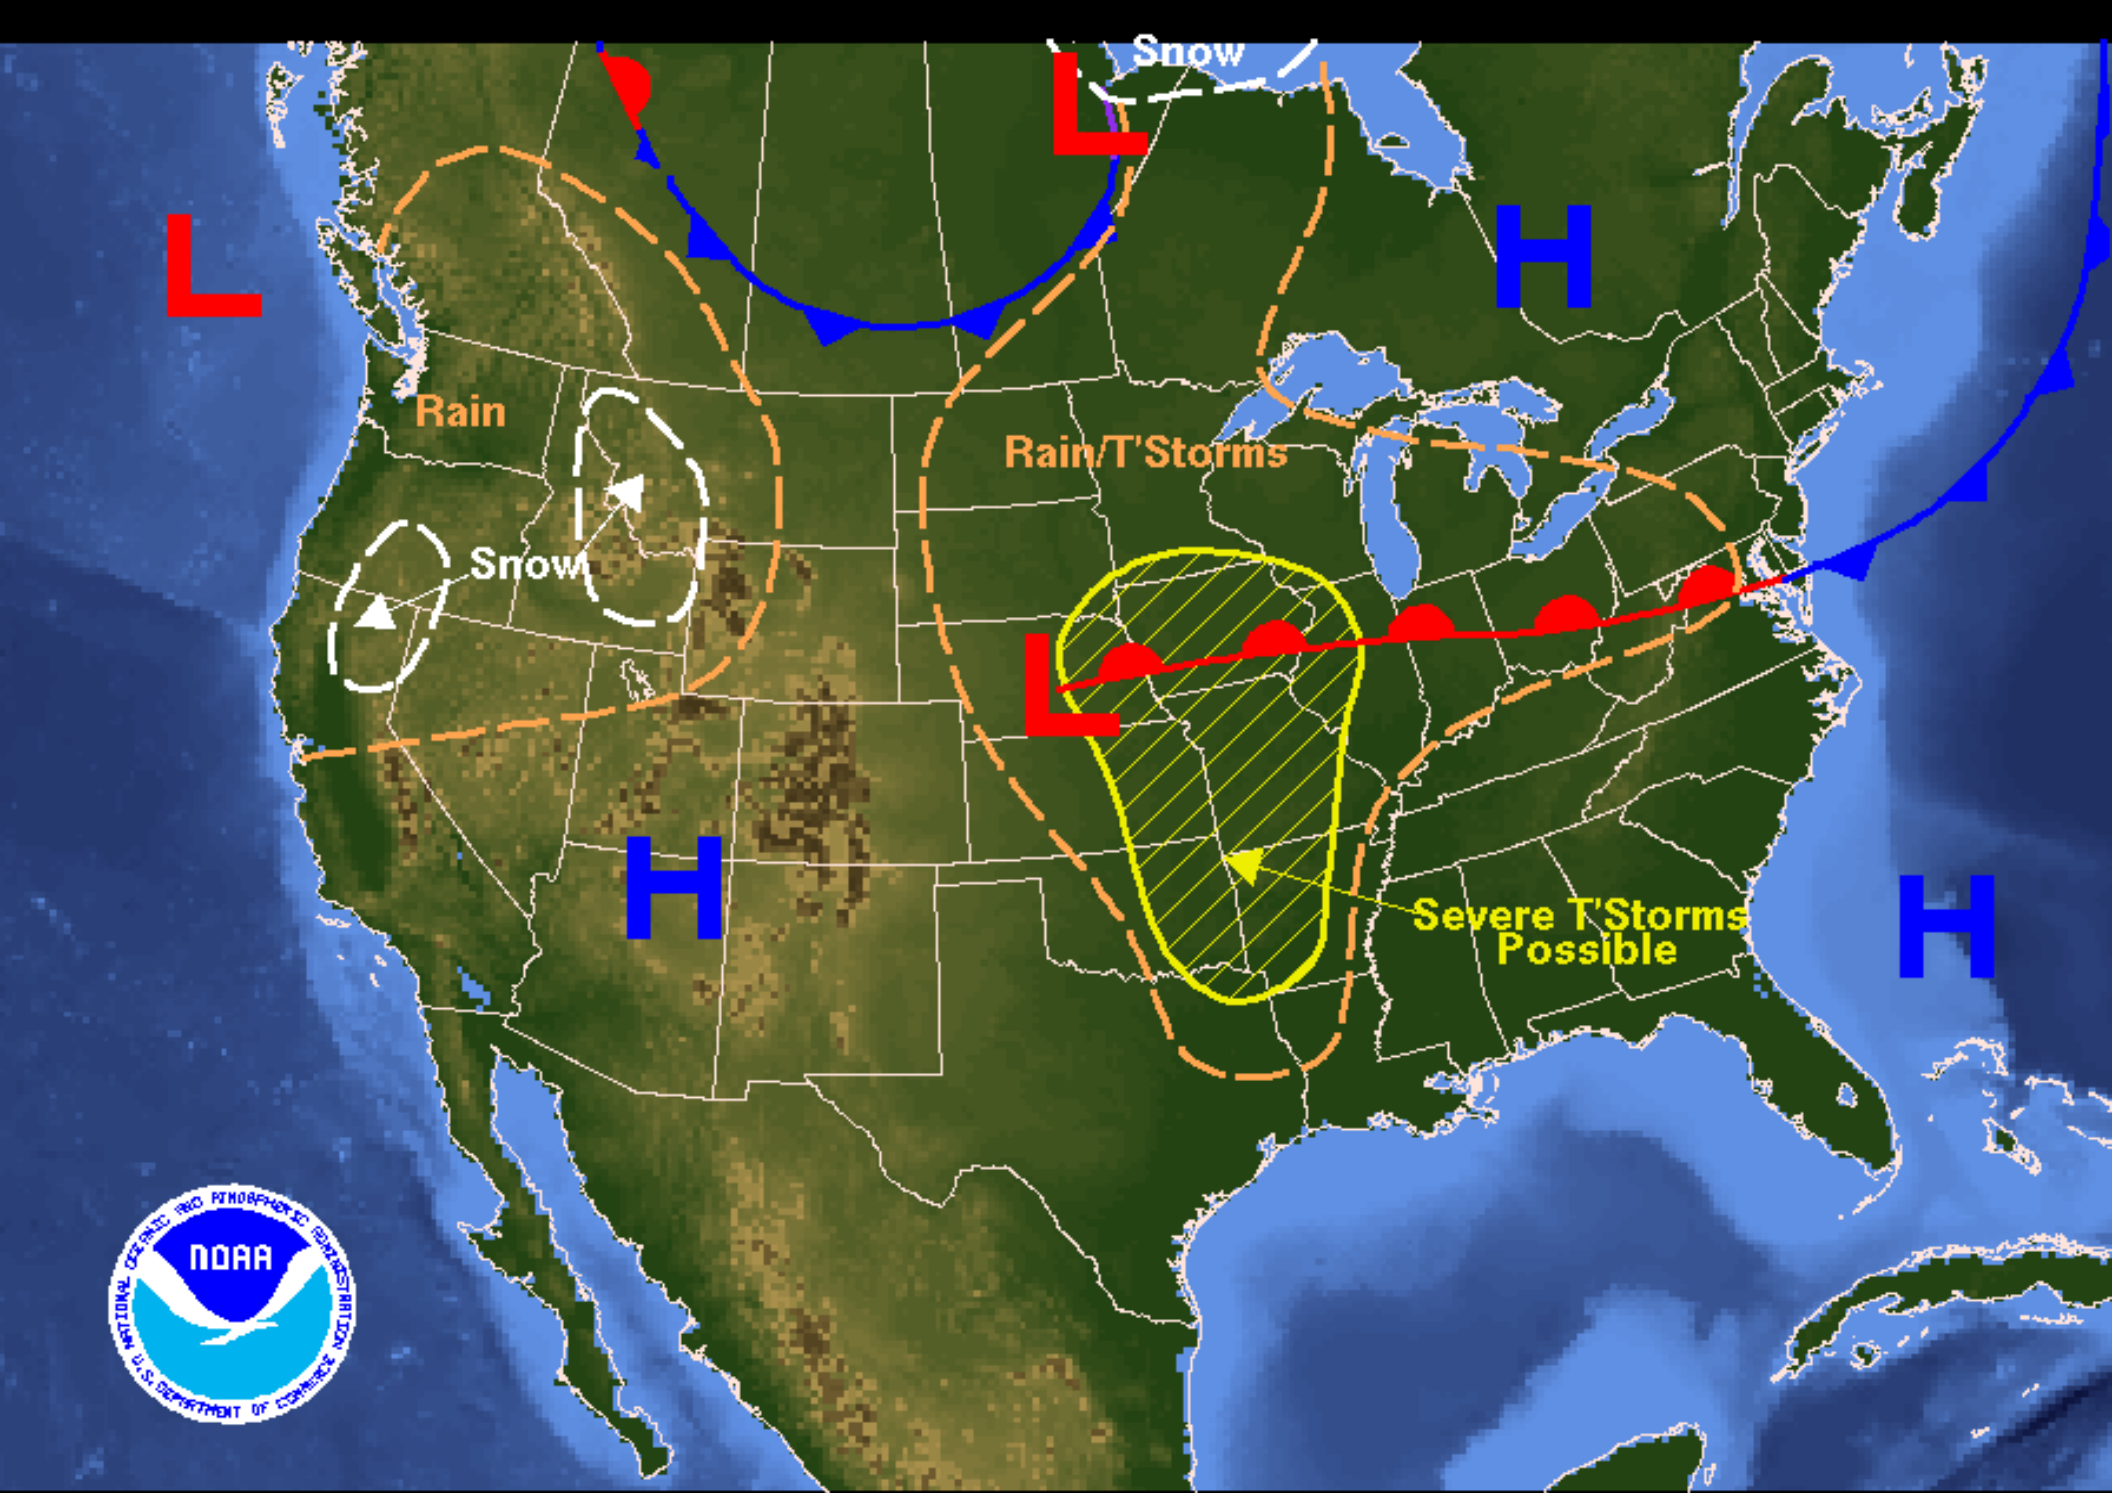 Snow
L
L
H
Rain
Rain/T'Storms
Snow
L
H
H
Severe T'Storms
Possible
NATIONAL OCEANIC AND ATMOSPHERIC ADMINISTRATION
NOAA
U.S. DEPARTMENT OF COMMERCE